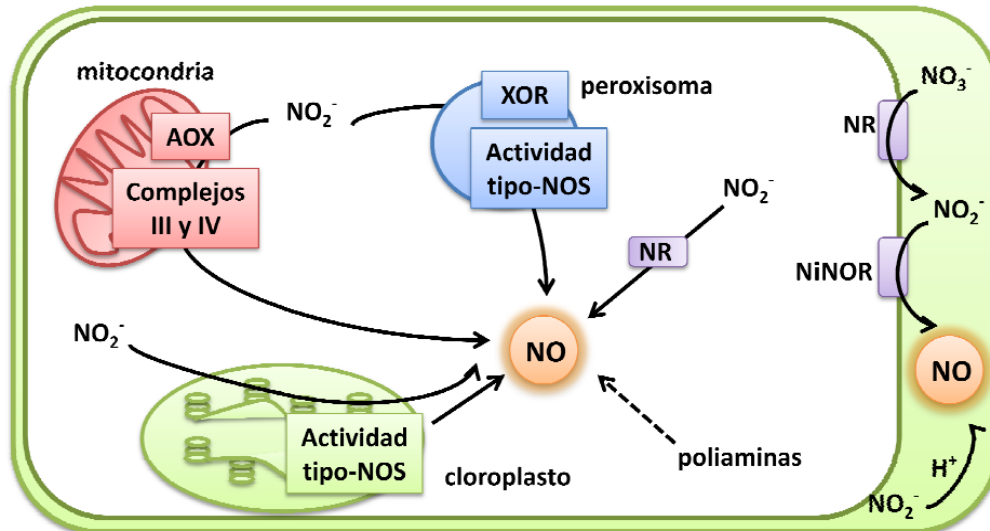 mitocondria
AOX
Complejos
III y IV
NO₂⁻
XOR
peroxisoma
Actividad
tipo-NOS
NO₃⁻
NR
NO₂⁻
NiNOR
NO
H⁺
NO₂⁻
NO₂⁻
NR
NO
NO₂⁻
Actividad
tipo-NOS
cloroplasto
poliaminas